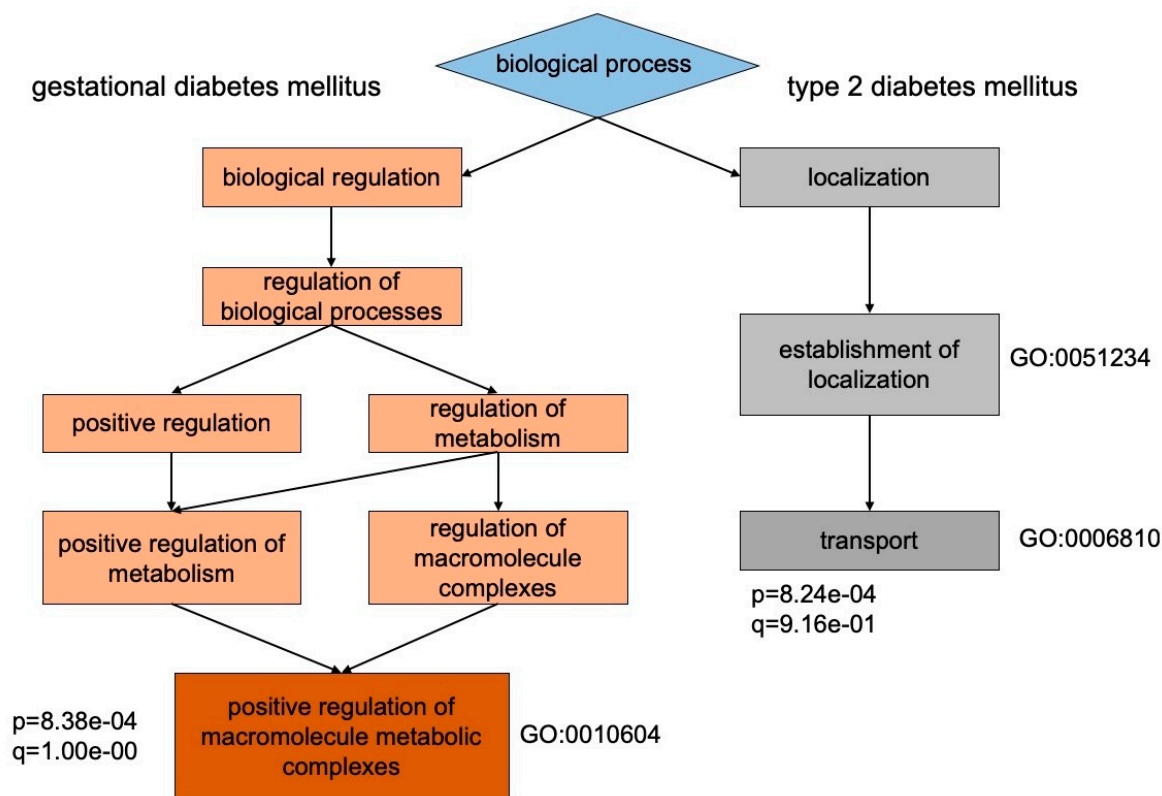 biological process
gestational diabetes mellitus
type 2 diabetes mellitus
biological regulation
localization
regulation of
biological processes
establishment of
localization
GO:0051234
positive regulation
regulation of
metabolism
positive regulation of
metabolism
regulation of
macromolecule
complexes
transport
GO:0006810
p=8.24e-04
q=9.16e-01
p=8.38e-04
q=1.00e-00
positive regulation of
macromolecule metabolic
complexes
GO:0010604